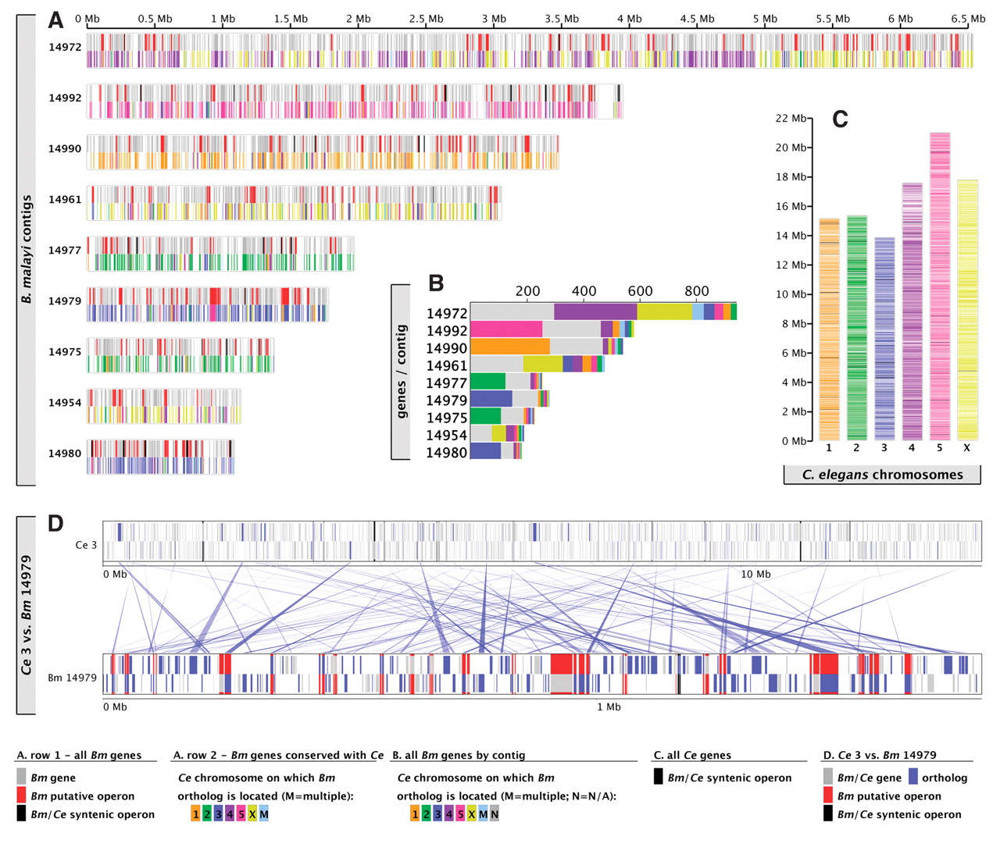 A
0 Mb 0.5 Mb 1 Mb 1.5 Mb 2 Mb 2.5 Mb 3 Mb 3.5 Mb 4 Mb 4.5 Mb 5 Mb 5.5 Mb 6 Mb 6.5 Mb
B. malayi contigs
14972
14992
14990
14961
14977
14979
14975
14954
14980
B
200 400 600 800
genes / contig
14972
14992
14990
14961
14977
14979
14975
14954
14980
C
22 Mb
20 Mb
18 Mb
16 Mb
14 Mb
12 Mb
10 Mb
8 Mb
6 Mb
4 Mb
2 Mb
0 Mb
1 2 3 4 5 X
C. elegans chromosomes
D
Ce 3 vs. Bm 14979
Ce 3
0 Mb 10 Mb
Bm 14979
0 Mb 1 Mb
A. row 1 – all Bm genes
Bm gene
Bm putative operon
Bm/Ce syntenic operon
A. row 2 – Bm genes conserved with Ce
Ce chromosome on which Bm
ortholog is located (M=multiple):
1 2 3 4 5 X M
B. all Bm genes by contig
Ce chromosome on which Bm
ortholog is located (M=multiple; N=N/A):
1 2 3 4 5 X M N
C. all Ce genes
Bm/Ce syntenic operon
D. Ce 3 vs. Bm 14979
Bm/Ce gene ortholog
Bm putative operon
Bm/Ce syntenic operon